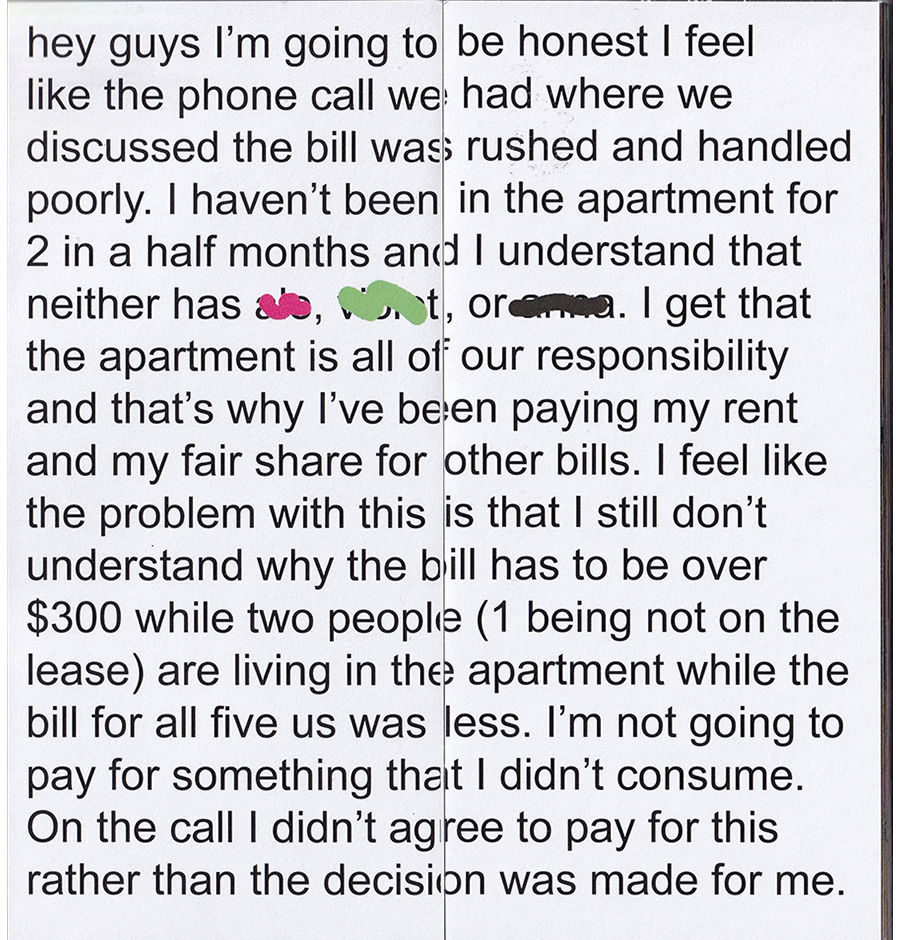 hey guys I’m going to be honest I feel
like the phone call we had where we
discussed the bill was rushed and handled
poorly. I haven’t been in the apartment for
2 in a half months and I understand that
neither has , , or . I get that
the apartment is all of our responsibility
and that’s why I’ve been paying my rent
and my fair share for other bills. I feel like
the problem with this is that I still don’t
understand why the bill has to be over
$300 while two people (1 being not on the
lease) are living in the apartment while the
bill for all five us was less. I’m not going to
pay for something that I didn’t consume.
On the call I didn’t agree to pay for this
rather than the decision was made for me.